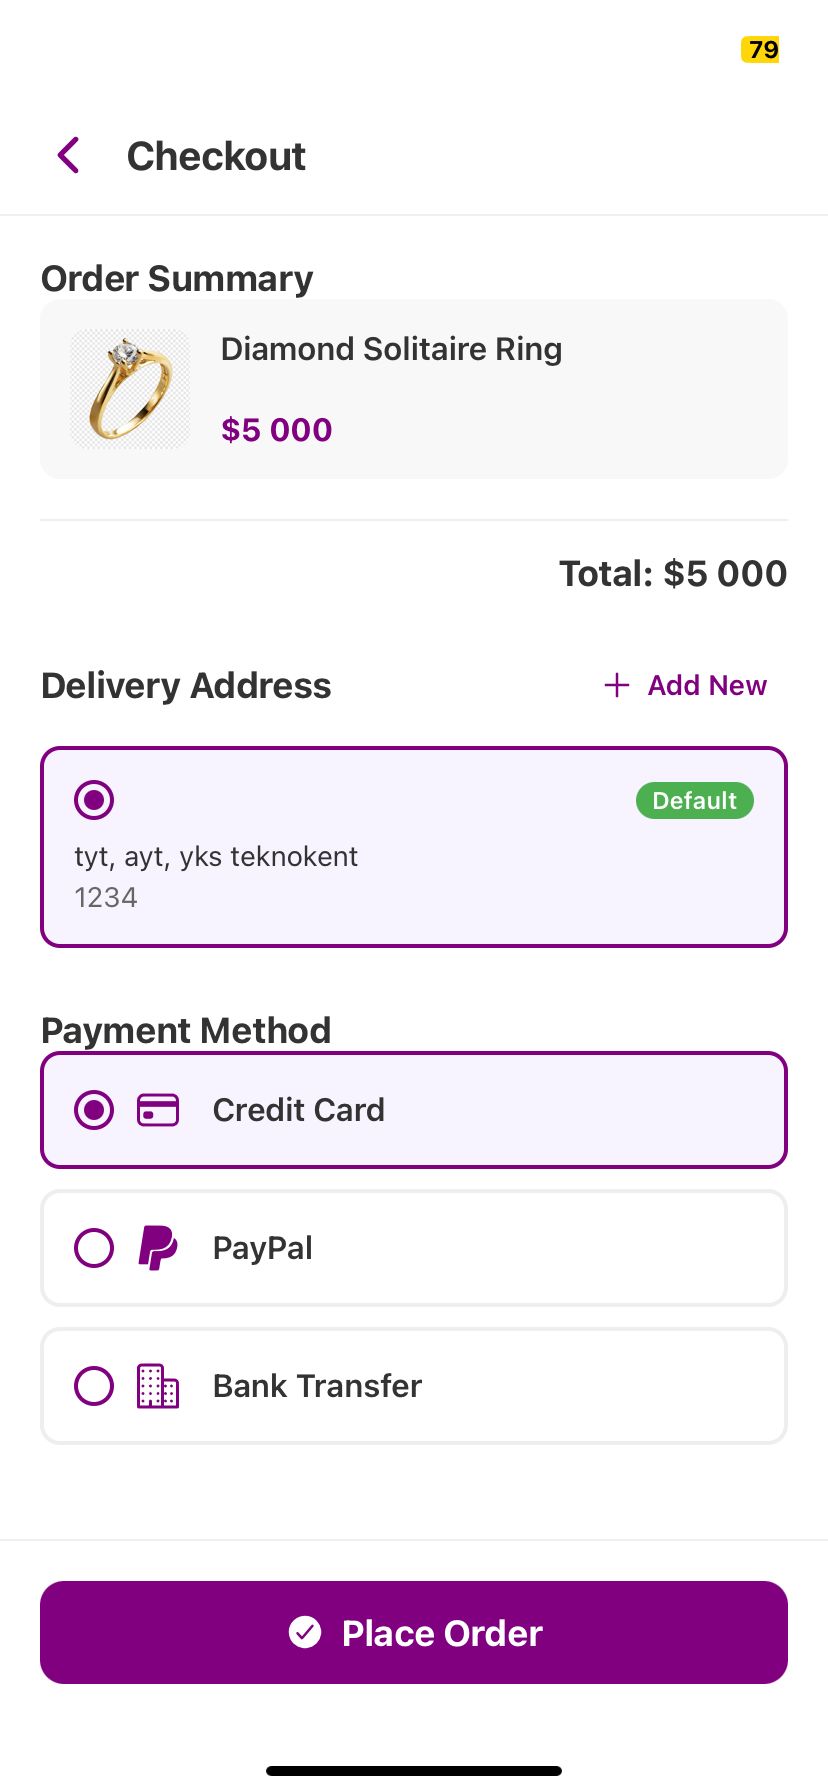 79
Checkout
Order Summary
Diamond Solitaire Ring
$5 000
Total: $5 000
Delivery Address
Add New
Default
tyt, ayt, yks teknokent
1234
Payment Method
Credit Card
PayPal
Bank Transfer
Place Order